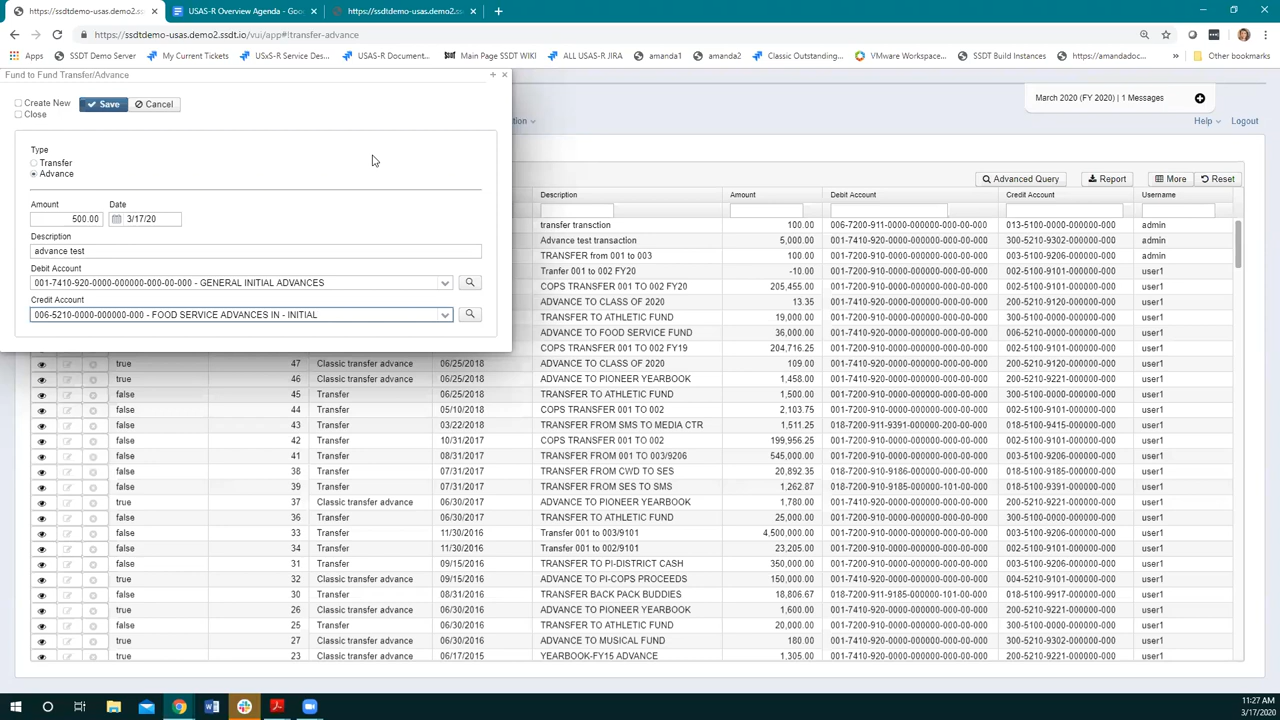 https://ssdtdemo-usas.demo2.ssdt.io
USAS-R Overview Agenda - Goo
https://ssdtdemo-usas.demo2.ssdt
https://ssdtdemo-usas.demo2.ssdt.io/vui/app#!transfer-advance
Apps SSDT Demo Server My Current Tickets USxS-R Service Des... USAS-R Document... Main Page SSDT WIKI ALL USAS-R JIRA amanda1 amanda2 Classic Outstanding... VMware Workspace... SSDT Build Instances https://amandadoc... Other bookmarks
Fund to Fund Transfer/Advance
March 2020 (FY 2020) | 1 Messages
Create New Save Cancel
Close
tion Help Logout
Type
Transfer
Advance
Advanced Query Report More Reset
Description Amount Debit Account Credit Account Username
Amount Date
500.00 3/17/20
Description
advance test
Debit Account
001-7410-920-0000-000000-000-00-000 - GENERAL INITIAL ADVANCES
Credit Account
006-5210-0000-000000-000 - FOOD SERVICE ADVANCES IN - INITIAL
transfer transction 100.00 006-7200-911-0000-000000-000-00-000 013-5100-0000-000000-000 admin
Advance test transaction 5,000.00 001-7410-920-0000-000000-000-00-000 300-5210-9302-000000-000 admin
TRANSFER from 001 to 003 100.00 001-7200-910-0000-000000-000-00-000 003-5100-9206-000000-000 admin
Tranfer 001 to 002 FY20 -10.00 001-7200-910-0000-000000-000-00-000 002-5100-9101-000000-000 user1
COPS TRANSFER 001 TO 002 FY20 205,455.00 001-7200-910-0000-000000-000-00-000 002-5100-9101-000000-000 user1
ADVANCE TO CLASS OF 2020 13.35 001-7410-920-0000-000000-000-00-000 200-5210-9120-000000-000 user1
TRANSFER TO ATHLETIC FUND 19,000.00 001-7200-910-0000-000000-000-00-000 300-5100-0000-000000-000 user1
ADVANCE TO FOOD SERVICE FUND 36,000.00 001-7410-920-0000-000000-000-00-000 006-5210-0000-000000-000 user1
COPS TRANSFER 001 TO 002 FY19 204,716.25 001-7200-910-0000-000000-000-00-000 002-5100-9101-000000-000 user1
true 47 Classic transfer advance 06/25/2018 ADVANCE TO CLASS OF 2020 109.00 001-7410-920-0000-000000-000-00-000 200-5210-9120-000000-000 user1
true 46 Classic transfer advance 06/25/2018 ADVANCE TO PIONEER YEARBOOK 1,458.00 001-7410-920-0000-000000-000-00-000 200-5210-9221-000000-000 user1
false 45 Transfer 06/25/2018 TRANSFER TO ATHLETIC FUND 1,500.00 001-7200-910-0000-000000-000-00-000 300-5100-0000-000000-000 user1
false 44 Transfer 05/10/2018 COPS TRANSFER 001 TO 002 2,103.75 001-7200-910-0000-000000-000-00-000 002-5100-9101-000000-000 user1
false 43 Transfer 03/22/2018 TRANSFER FROM SMS TO MEDIA CTR 1,511.25 018-7200-911-9391-000000-200-00-000 018-5100-9415-000000-000 user1
false 42 Transfer 10/31/2017 COPS TRANSFER 001 TO 002 199,956.25 001-7200-910-0000-000000-000-00-000 002-5100-9101-000000-000 user1
false 41 Transfer 08/31/2017 TRANSFER FROM 001 TO 003/9206 545,000.00 001-7200-910-0000-000000-000-00-000 003-5100-9206-000000-000 user1
false 38 Transfer 07/31/2017 TRANSFER FROM CWD TO SES 20,892.35 018-7200-910-9186-000000-000-00-000 018-5100-9185-000000-000 user1
false 39 Transfer 07/31/2017 TRANSFER FROM SES TO SMS 1,262.87 018-7200-910-9185-000000-101-00-000 018-5100-9391-000000-000 user1
true 37 Classic transfer advance 06/30/2017 ADVANCE TO PIONEER YEARBOOK 1,780.00 001-7410-920-0000-000000-000-00-000 200-5210-9221-000000-000 user1
false 36 Transfer 06/30/2017 TRANSFER TO ATHLETIC FUND 25,000.00 001-7200-910-0000-000000-000-00-000 300-5100-0000-000000-000 user1
false 33 Transfer 11/30/2016 Transfer 001 to 003/9101 4,500,000.00 001-7200-910-0000-000000-000-00-000 003-5100-9206-000000-000 user1
false 34 Transfer 11/30/2016 Transfer 001 to 002/9101 23,205.00 001-7200-910-0000-000000-000-00-000 002-5100-9101-000000-000 user1
false 31 Transfer 09/15/2016 TRANSFER TO PI-DISTRICT CASH 350,000.00 001-7200-910-0000-000000-000-00-000 003-5100-9206-000000-000 user1
true 32 Classic transfer advance 09/15/2016 ADVANCE TO PI-COPS PROCEEDS 150,000.00 001-7410-920-0000-000000-000-00-000 004-5210-9101-000000-000 user1
false 30 Transfer 08/31/2016 TRANSFER BACK PACK BUDDIES 18,806.67 018-7200-911-9185-000000-101-00-000 018-5100-9917-000000-000 user1
true 26 Classic transfer advance 06/30/2016 ADVANCE TO PIONEER YEARBOOK 1,600.00 001-7410-920-0000-000000-000-00-000 200-5210-9221-000000-000 user1
false 25 Transfer 06/30/2016 TRANSFER TO ATHLETIC FUND 20,000.00 001-7200-910-0000-000000-000-00-000 300-5100-0000-000000-000 user1
true 27 Classic transfer advance 06/30/2016 ADVANCE TO MUSICAL FUND 180.00 001-7410-920-0000-000000-000-00-000 300-5210-9302-000000-000 user1
true 23 Classic transfer advance 06/17/2015 YEARBOOK-FY15 ADVANCE 1,305.00 001-7410-920-0000-000000-000-00-000 200-5210-9221-000000-000 user1
11:27 AM
3/17/2020